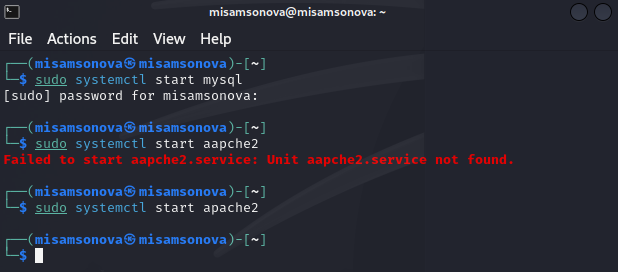 misamsonova@misamsonova: ~
File Actions Edit View Help
┌──(misamsonova㉿misamsonova)-[~]
└─$ sudo systemctl start mysql
[sudo] password for misamsonova:
┌──(misamsonova㉿misamsonova)-[~]
└─$ sudo systemctl start aapche2
Failed to start aapche2.service: Unit aapche2.service not found.
┌──(misamsonova㉿misamsonova)-[~]
└─$ sudo systemctl start apache2
┌──(misamsonova㉿misamsonova)-[~]
└─$